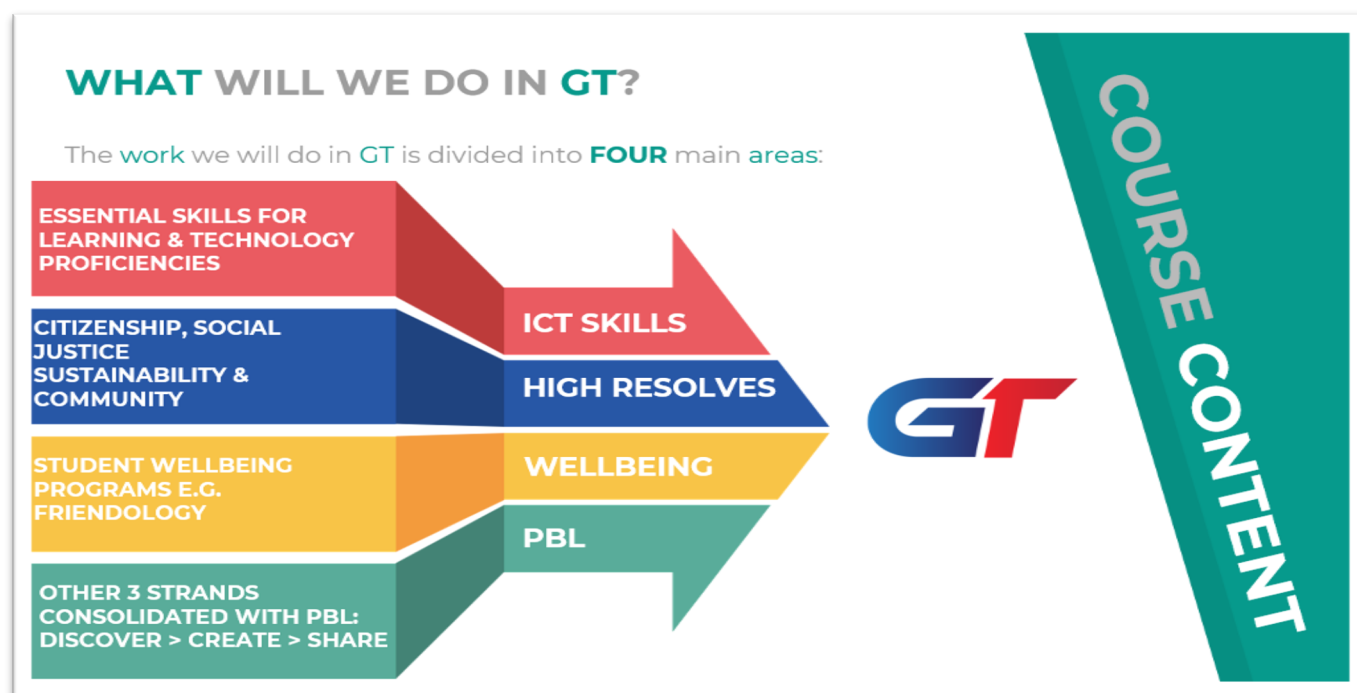 WHAT WILL WE DO IN GT?
The work we will do in GT is divided into FOUR main areas:
ESSENTIAL SKILLS FOR
LEARNING & TECHNOLOGY
PROFICIENCIES
ICT SKILLS
CITIZENSHIP, SOCIAL
JUSTICE
SUSTAINABILITY &
COMMUNITY
HIGH RESOLVES
STUDENT WELLBEING
PROGRAMS E.G.
FRIENDOLOGY
WELLBEING
OTHER 3 STRANDS
CONSOLIDATED WITH PBL:
DISCOVER > CREATE > SHARE
PBL
GT
COURSE CONTENT